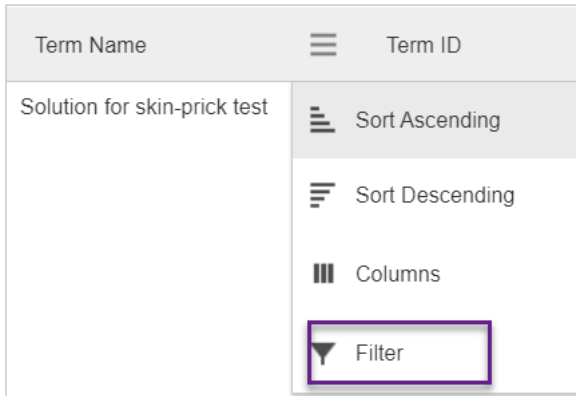 Term Name Term ID
Solution for skin-prick test
Sort Ascending
Sort Descending
Columns
Filter